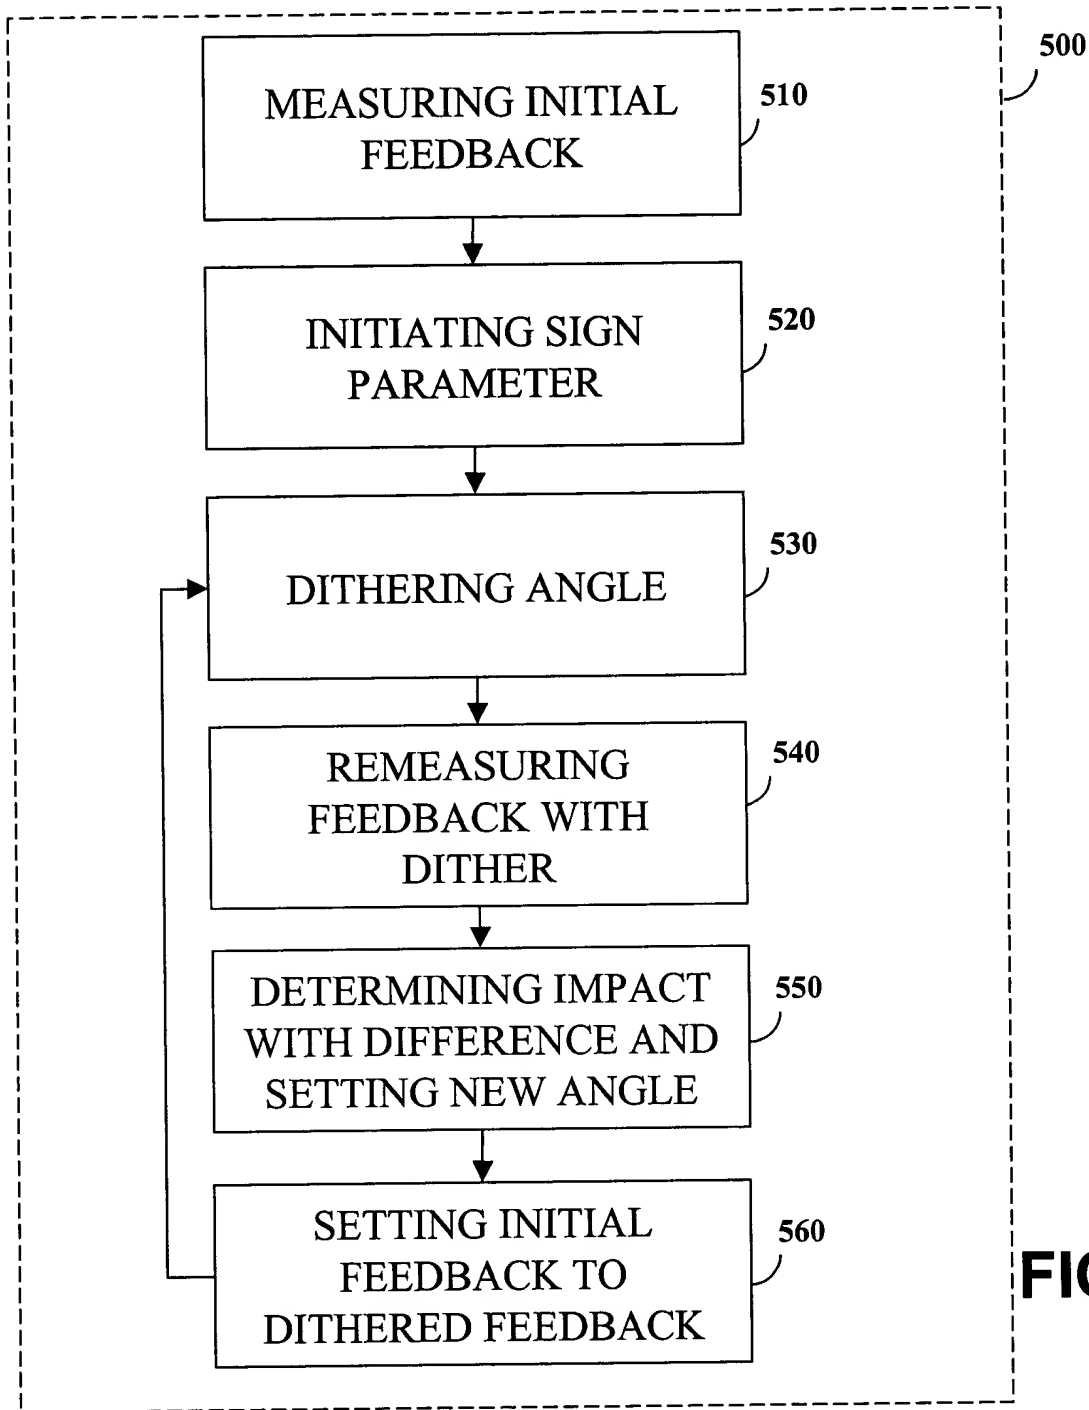 500
MEASURING INITIAL
FEEDBACK
510
INITIATING SIGN
PARAMETER
520
DITHERING ANGLE
530
REMEASURING
FEEDBACK WITH
DITHER
540
DETERMINING IMPACT
WITH DIFFERENCE AND
SETTING NEW ANGLE
550
SETTING INITIAL
FEEDBACK TO
DITHERED FEEDBACK
560